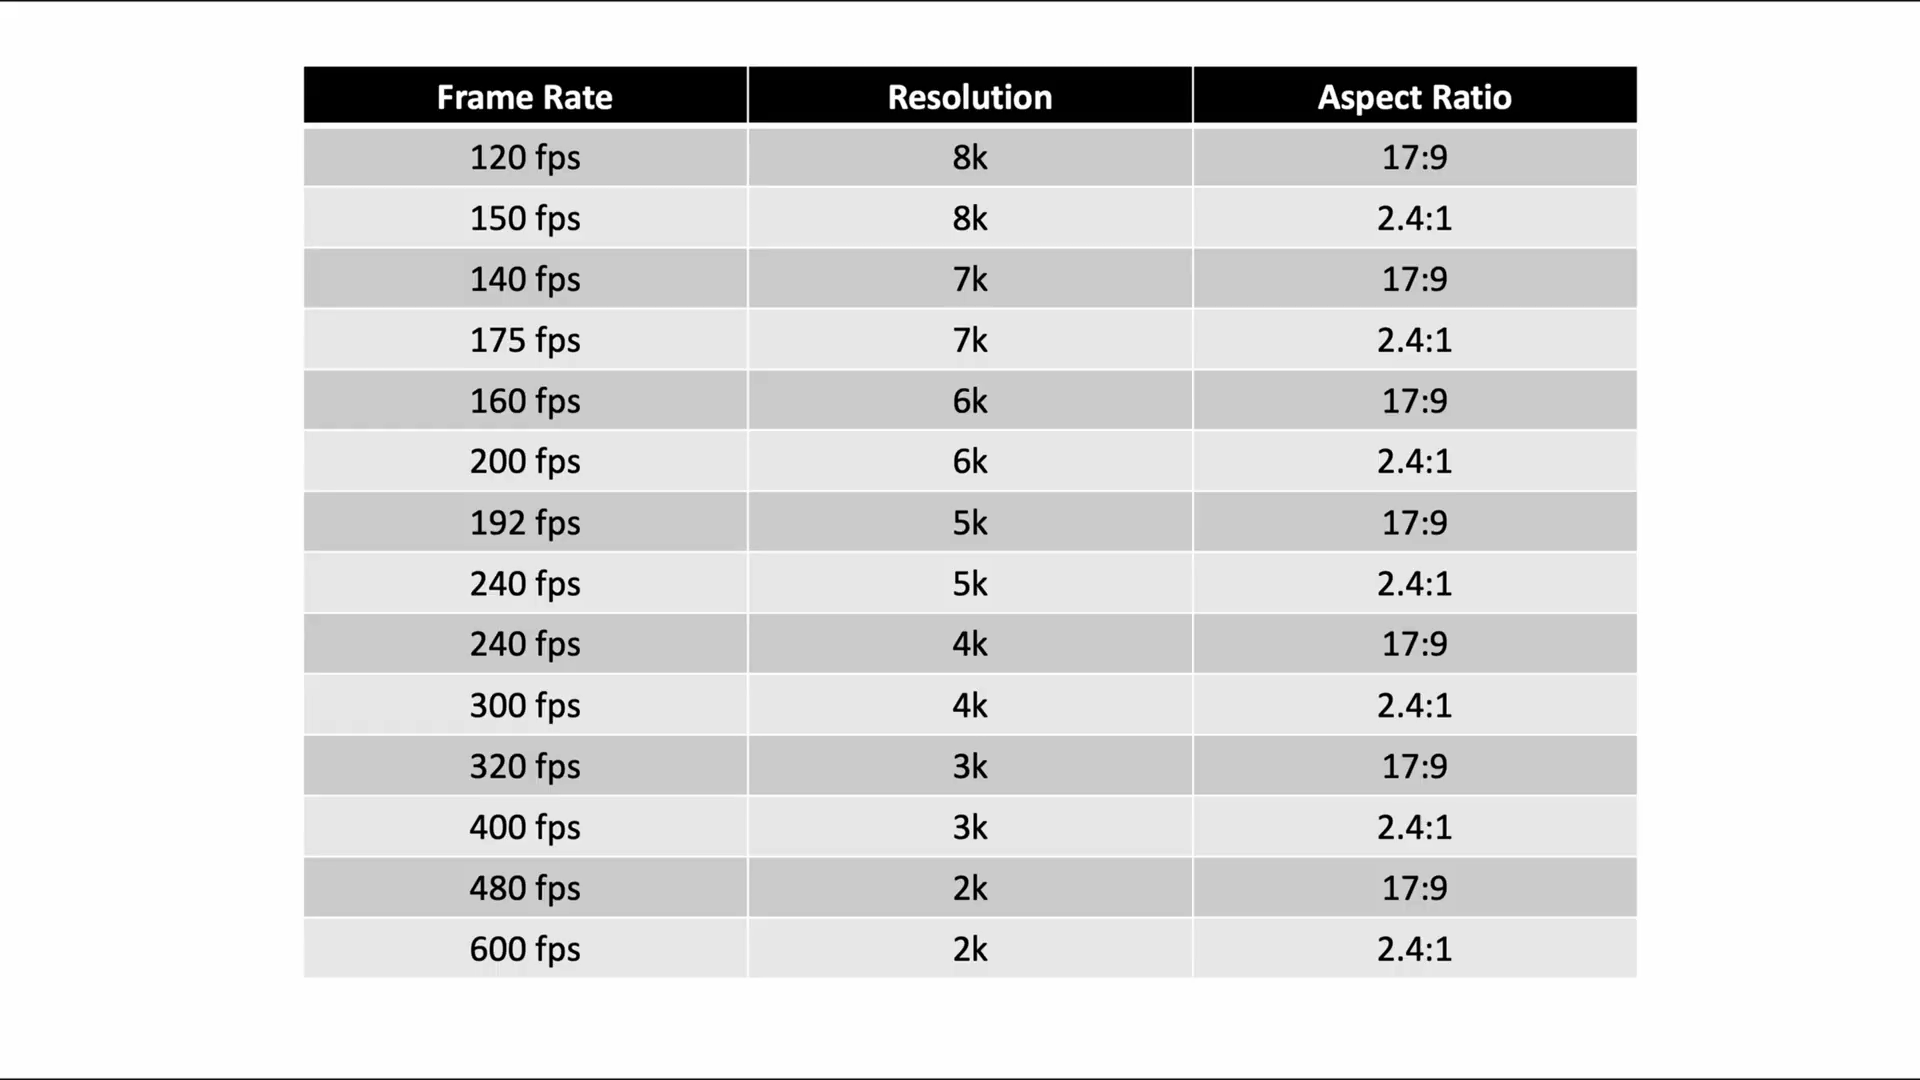 Frame Rate Resolution Aspect Ratio
120 fps 8k 17:9
150 fps 8k 2.4:1
140 fps 7k 17:9
175 fps 7k 2.4:1
160 fps 6k 17:9
200 fps 6k 2.4:1
192 fps 5k 17:9
240 fps 5k 2.4:1
240 fps 4k 17:9
300 fps 4k 2.4:1
320 fps 3k 17:9
400 fps 3k 2.4:1
480 fps 2k 17:9
600 fps 2k 2.4:1